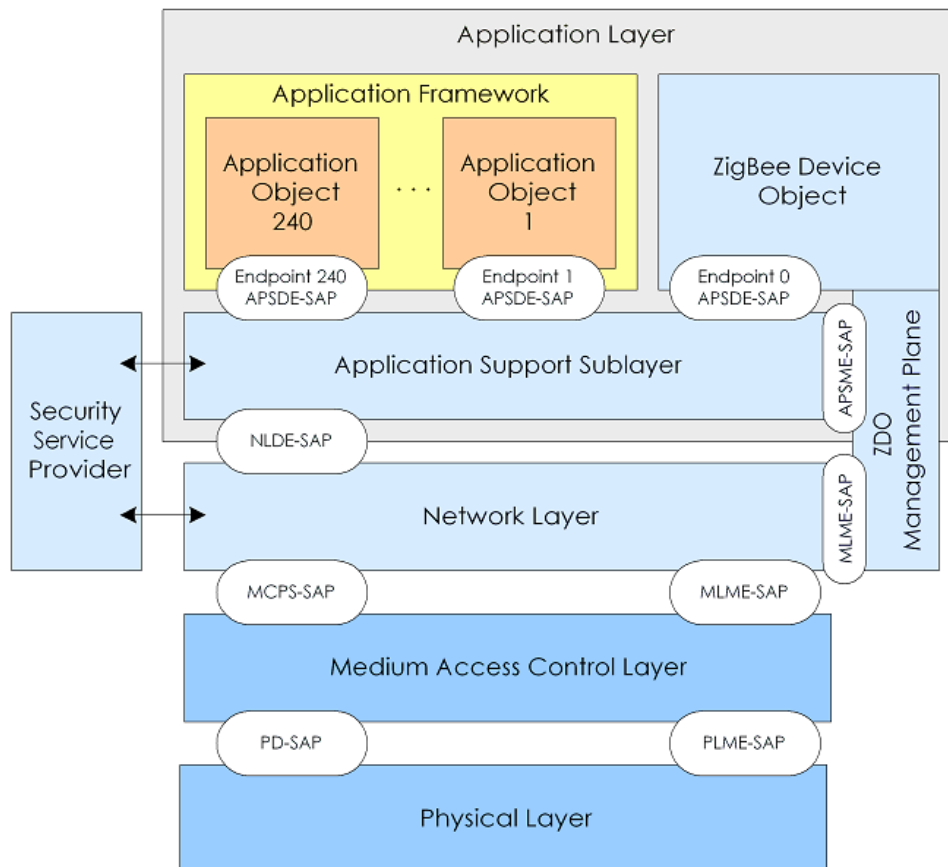 Application Layer
Application Framework
Application
Object
240
. . .
Application
Object
1
ZigBee Device
Object
Endpoint 240
APSDE-SAP
Endpoint 1
APSDE-SAP
Endpoint 0
APSDE-SAP
Application Support Sublayer
APSME-SAP
Security
Service
Provider
NLDE-SAP
ZDO
Management Plane
Network Layer
MLME-SAP
MCPS-SAP
MLME-SAP
Medium Access Control Layer
PD-SAP
PLME-SAP
Physical Layer